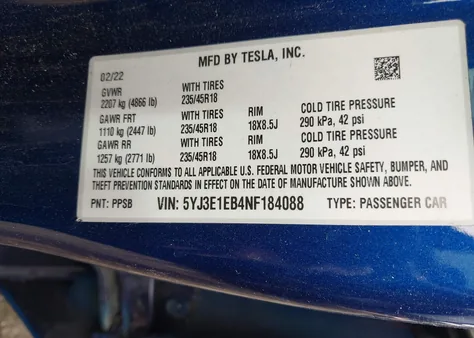 MFD BY TESLA, INC.
02/22
GVWR WITH TIRES
2207 kg (4866 lb) 235/45R18
GAWR FRT WITH TIRES RIM COLD TIRE PRESSURE
1110 kg (2447 lb) 235/45R18 18X8.5J 290 kPa, 42 psi
GAWR RR WITH TIRES RIM COLD TIRE PRESSURE
1257 kg (2771 lb) 235/45R18 18X8.5J 290 kPa, 42 psi
THIS VEHICLE CONFORMS TO ALL APPLICABLE U.S. FEDERAL MOTOR VEHICLE SAFETY, BUMPER, AND
THEFT PREVENTION STANDARDS IN EFFECT ON THE DATE OF MANUFACTURE SHOWN ABOVE.
PNT: PPSB VIN: 5YJ3E1EB4NF184088 TYPE: PASSENGER CAR